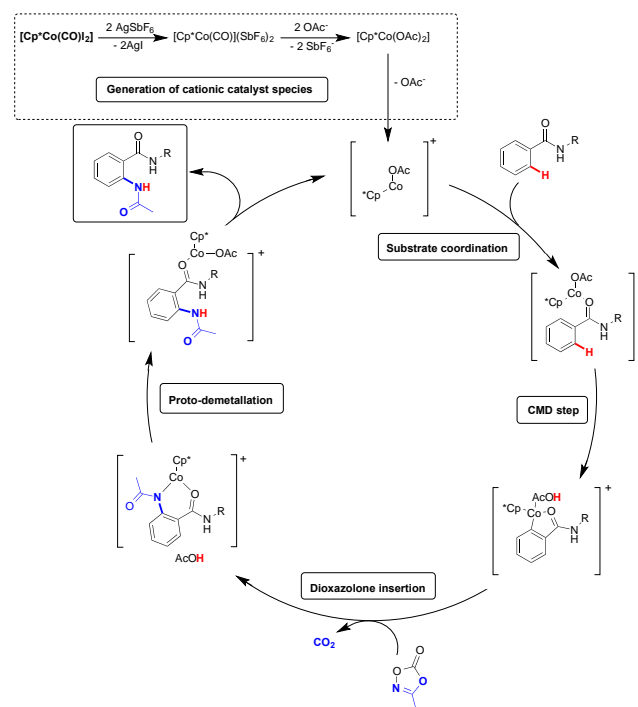 [Cp*Co(CO)I2] 2 AgSbF6 - 2AgI [Cp*Co(CO)](SbF6)2 2 OAc- - 2 SbF6- [Cp*Co(OAc)2]
Generation of cationic catalyst species
- OAc-
O
N
H
R
NH
O
+
OAc
Co
*Cp
O
N
H
R
H
Substrate coordination
Cp*
Co
OAc
+
O
R
N
H
NH
O
OAc
Co
*Cp
O
N
H
R
H
+
Proto-demetallation
CMD step
Cp*
Co
+
N
O
O
N
H
R
AcOH
AcOH
*Cp
Co
O
N
H
R
+
Dioxazolone insertion
CO2
O
O
O
N